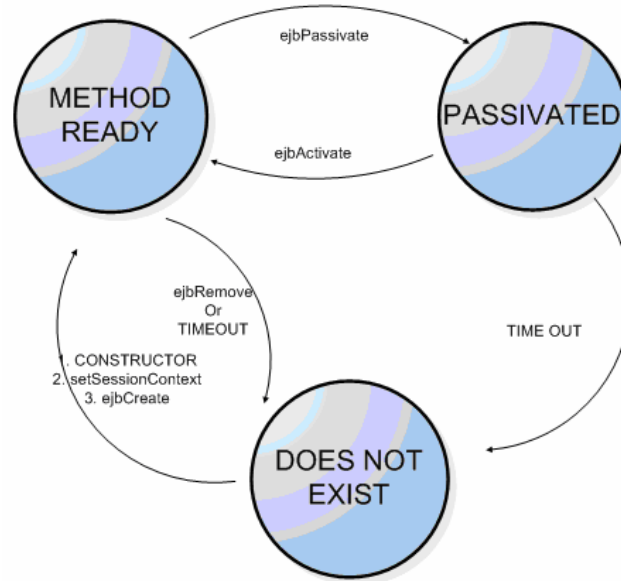 ejbPassivate
METHOD
READY
PASSIVATED
ejbActivate
ejbRemove
Or
TIMEOUT
TIME OUT
1. CONSTRUCTOR
2. setSessionContext
3. ejbCreate
DOES NOT
EXIST